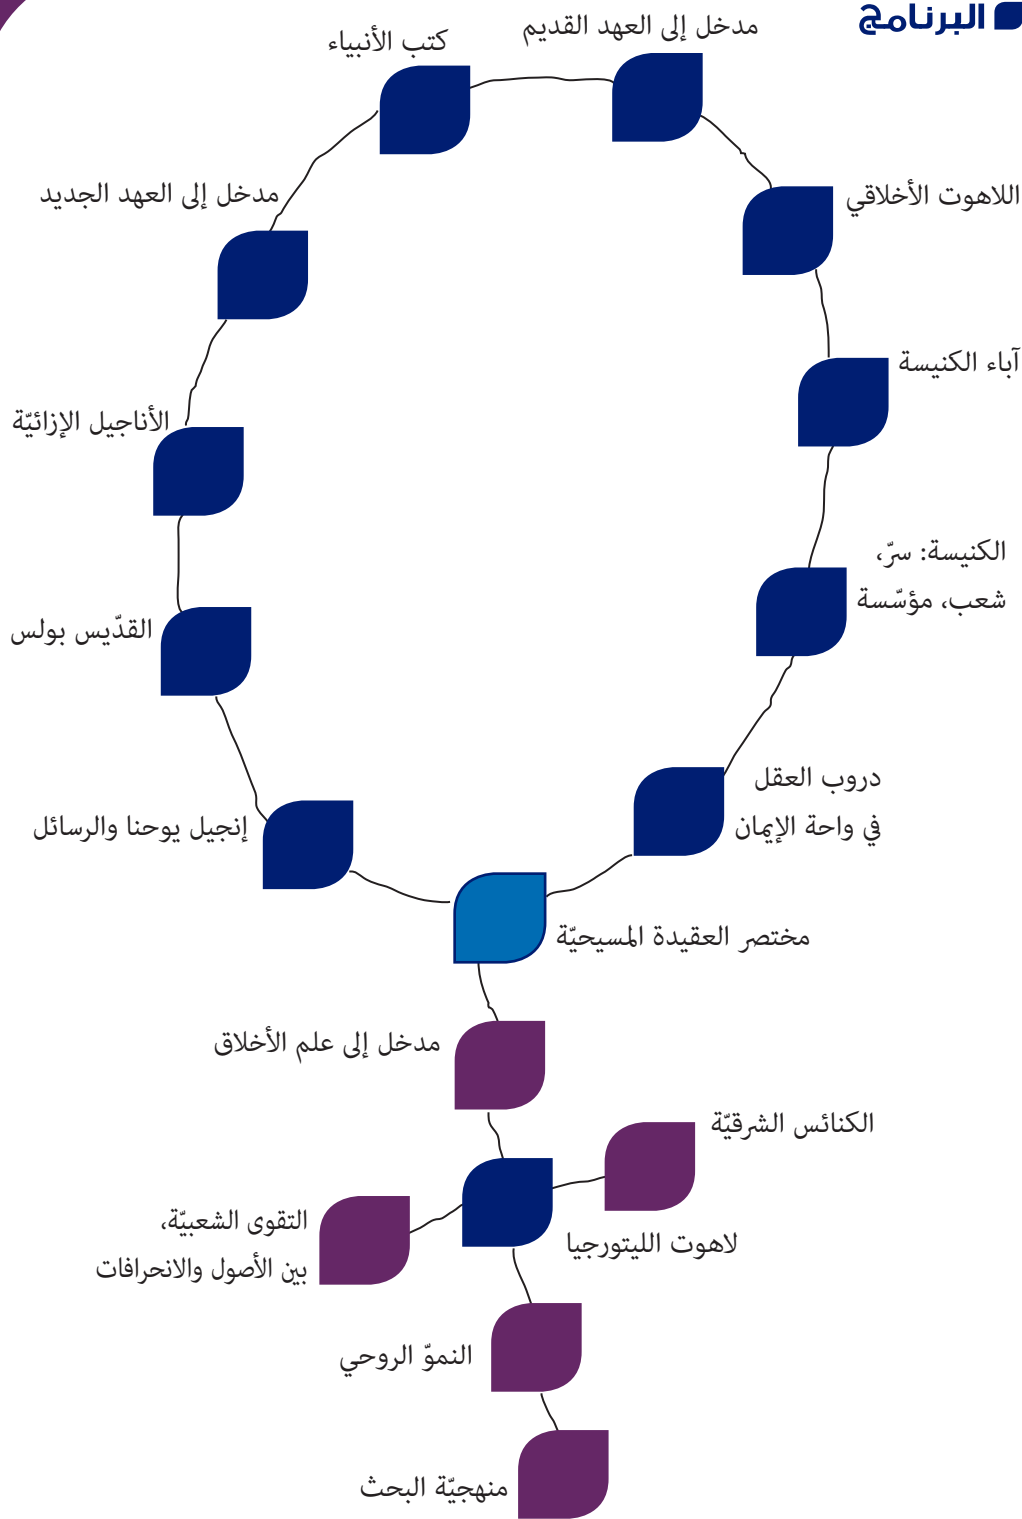 البرنامج
مدخل إلى العهد القديم
كتب الأنبياء
مدخل إلى العهد الجديد
اللاهوت الأخلاقي
آباء الكنيسة
الأناجيل الإزائيّة
الكنيسة: سرّ،
شعب، مؤسّسة
القدّيس بولس
دروب العقل
في واحة الإيمان
إنجيل يوحنا والرسائل
مختصر العقيدة المسيحيّة
مدخل إلى علم الأخلاق
الكنائس الشرقيّة
التقوى الشعبيّة،
بين الأصول والانحرافات
لاهوت الليتورجيا
النموّ الروحي
منهجيّة البحث